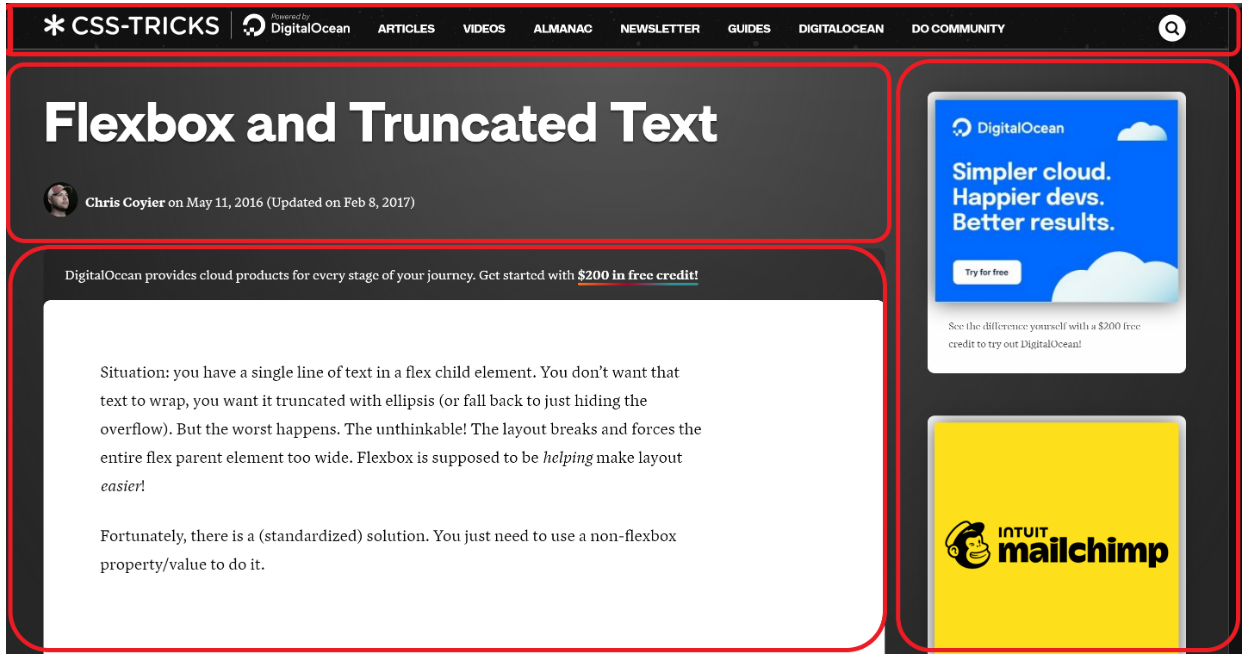 CSS-TRICKS
Powered by
DigitalOcean
ARTICLES VIDEOS ALMANAC NEWSLETTER GUIDES DIGITALOCEAN DO COMMUNITY
Flexbox and Truncated Text
Chris Coyier on May 11, 2016 (Updated on Feb 8, 2017)
DigitalOcean provides cloud products for every stage of your journey. Get started with $200 in free credit!
Situation: you have a single line of text in a flex child element. You don’t want that
text to wrap, you want it truncated with ellipsis (or fall back to just hiding the
overflow). But the worst happens. The unthinkable! The layout breaks and forces the
entire flex parent element too wide. Flexbox is supposed to be helping make layout
easier!
Fortunately, there is a (standardized) solution. You just need to use a non-flexbox
property/value to do it.
DigitalOcean
Simpler cloud.
Happier devs.
Better results.
Try for free
See the difference yourself with a $200 free
credit to try out DigitalOcean!
INTUIT
mailchimp